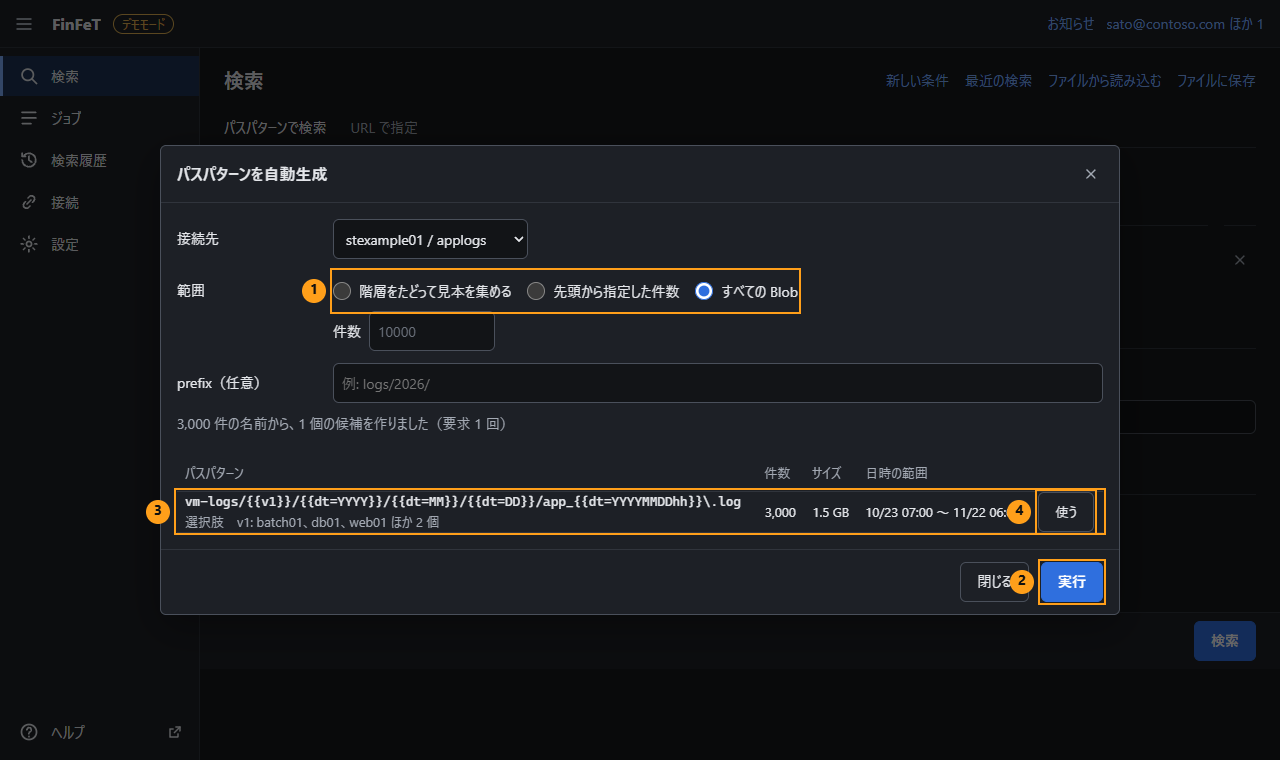 FinFeT デモモード お知らせ sato@contoso.com ほか 1
検索
ジョブ
検索履歴
接続
設定
ヘルプ
検索
新しい条件 最近の検索 ファイルから読み込む ファイルに保存
パスパターンで検索 URL で指定
パスパターンを自動生成
接続先 stexample01 / applogs
範囲 1 階層をたどって見本を集める 先頭から指定した件数 すべての Blob
件数 10000
prefix（任意） 例: logs/2026/
3,000 件の名前から、1 個の候補を作りました（要求 1 回）
パスパターン 件数 サイズ 日時の範囲
3 vm-logs/{{v1}}/{{dt=YYYY}}/{{dt=MM}}/{{dt=DD}}/app_{{dt=YYYYMMDDhh}}\.log
選択肢 v1: batch01、db01、web01 ほか 2 個
3,000 1.5 GB 10/23 07:00 ～ 11/22 06: 4 使う
閉じる 2 実行
検索